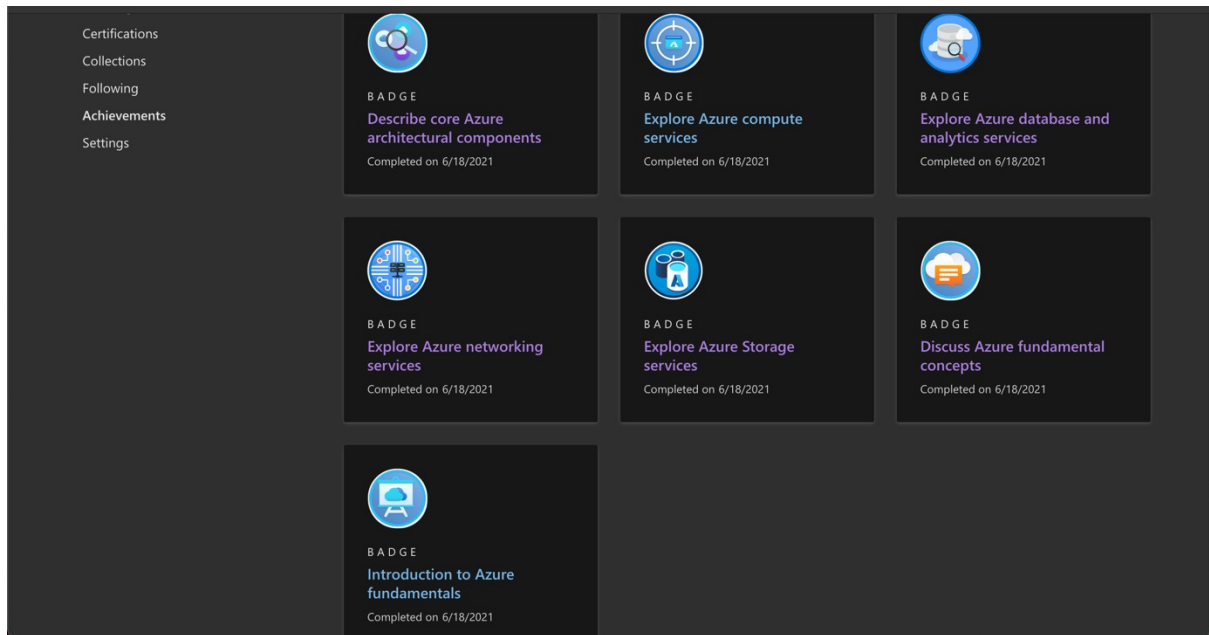 Certifications
Collections
Following
Achievements
Settings
BADGE
Describe core Azure
architectural components
Completed on 6/18/2021
BADGE
Explore Azure compute
services
Completed on 6/18/2021
BADGE
Explore Azure database and
analytics services
Completed on 6/18/2021
BADGE
Explore Azure networking
services
Completed on 6/18/2021
BADGE
Explore Azure Storage
services
Completed on 6/18/2021
BADGE
Discuss Azure fundamental
concepts
Completed on 6/18/2021
BADGE
Introduction to Azure
fundamentals
Completed on 6/18/2021